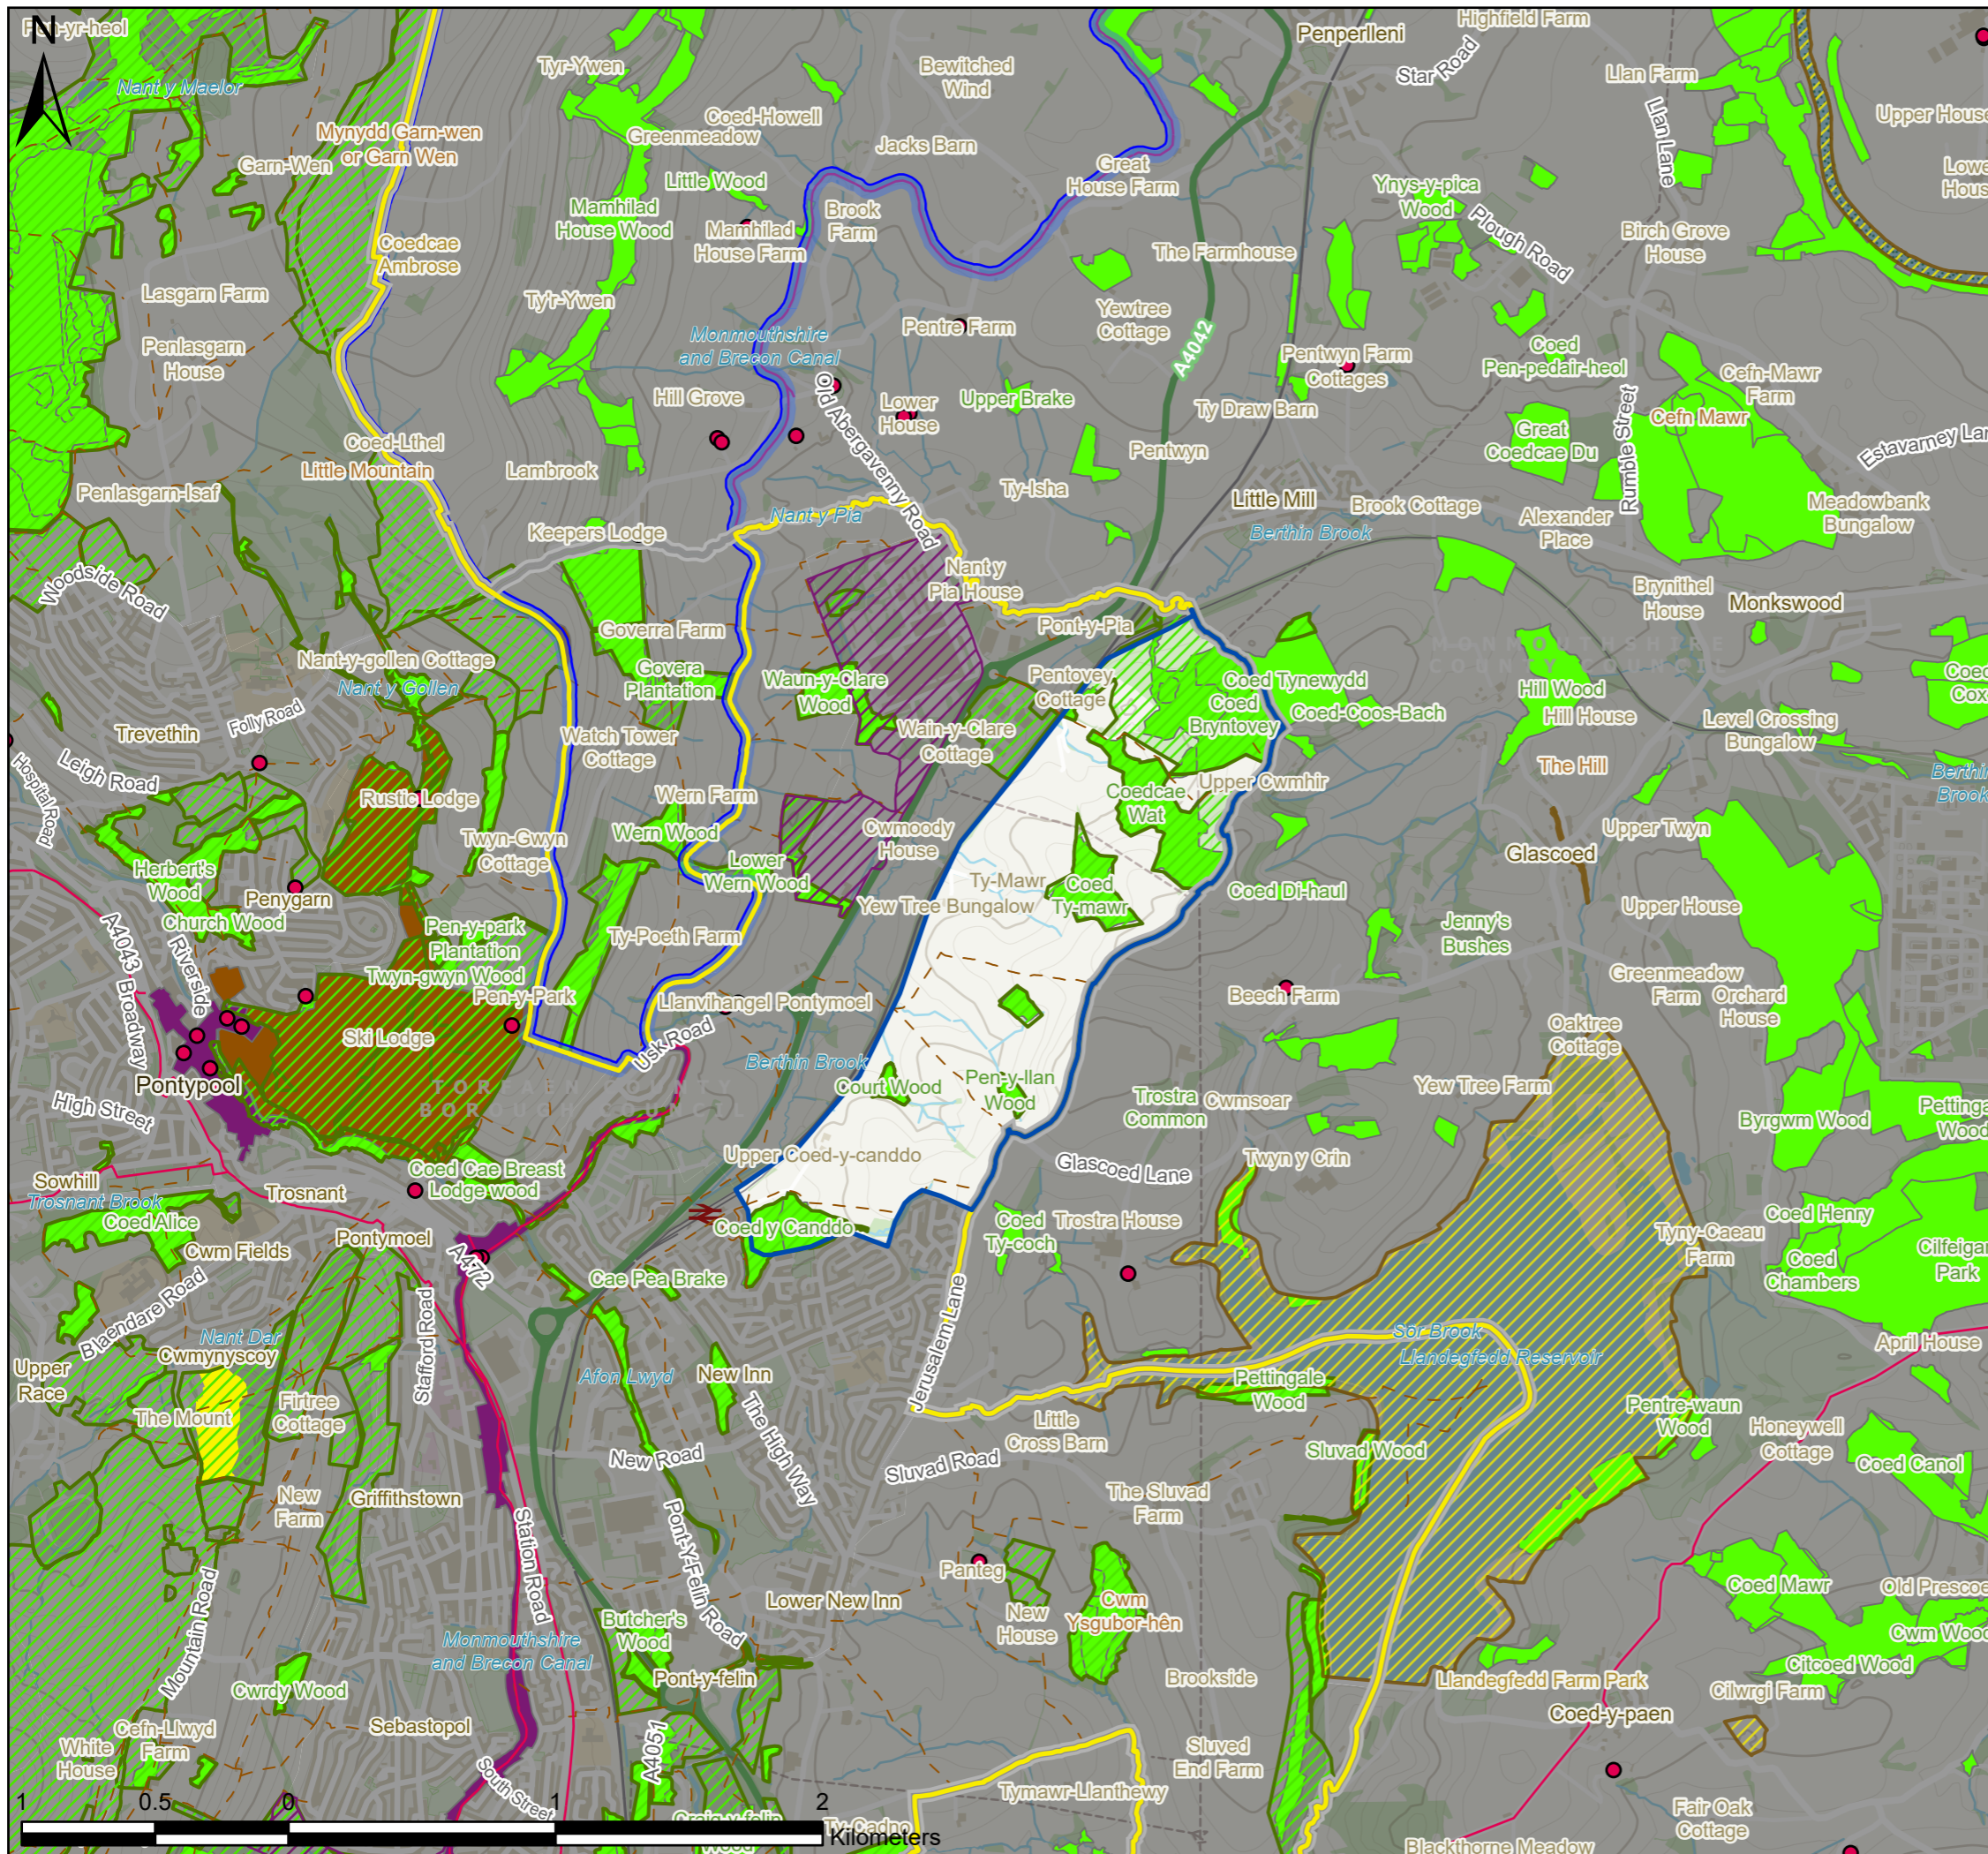 N
Pen-yr-heol
Nant y Maelor
Tyr-Ywen
Bewitched
Wind
Penperlleni
Highfield Farm
Star Road
Llan Farm
Upper House
Mynydd Garn-wen
or Garn Wen
Garn-Wen
Coed-Howell
Greenmeadow
Jacks Barn
Great
House Farm
Llan Lane
Little Wood
Mamhilad
House Wood
Mamhilad
House Farm
Brook
Farm
Ynys-y-pica
Wood
Plough Road
Birch Grove
House
Coedcae
Ambrose
The Farmhouse
Lasgarn Farm
Ty'r-Ywen
Monmouthshire
and Brecon Canal
Pentre Farm
Yewtree
Cottage
A4042
Penlasgarn
House
Pentwyn Farm
Cottages
Coed
Pen-pedair-heol
Cefn-Mawr
Farm
Hill Grove
Old Abergavenny Road
Lower
House
Upper Brake
Ty Draw Barn
Rumble Street
Cefn Mawr
Coed-Lthel
Little Mountain
Lambrook
Pentwyn
Great
Coedcae Du
Penlasgarn-Isaf
Ty-Isha
Little Mill
Brook Cottage
Meadowbank
Bungalow
Nant y Pia
Keepers Lodge
Berthin Brook
Alexander
Place
Woodside Road
Nant y
Pia House
Brynithel
House
Monkswood
Goverra Farm
Pont-y-Pia
MONMOUTHSHIRE
COUNTY COUNCIL
Nant-y-gollen Cottage
Nant y Gollen
Govera
Plantation
Waun-y-Clare
Wood
Pentovey
Cottage
Coed Tynewydd
Coed
Bryntovey
Coed-Coos-Bach
Hill Wood
Hill House
Trevethin
Folly Road
Watch Tower
Cottage
Wain-y-Clare
Cottage
Level Crossing
Bungalow
Leigh Road
Hospital Road
Rustic Lodge
Wern Farm
Upper Cwmhir
The Hill
Coedcae
Wat
Twyn-Gwyn
Cottage
Wern Wood
Cwmoody
House
Upper Twyn
Herbert's
Wood
Penygarn
Lower
Wern Wood
Glascoed
Ty-Mawr
Coed
Ty-mawr
Coed Di-haul
Church Wood
Yew Tree Bungalow
Upper House
A4043 Broadway
Riverside
Pen-y-park
Plantation
Ty-Poeth Farm
Jenny's
Bushes
Twyn-gwyn Wood
Pen-y-Park
Llanvihangel Pontymoel
Beech Farm
Greenmeadow
Farm
Orchard
House
Ski Lodge
Usk Road
Oaktree
Cottage
Berthin Brook
Pontypool
TORFAEN COUNTY
BOROUGH COUNCIL
Court Wood
Pen-y-llan
Wood
Trostra
Common
Cwmsoar
Yew Tree Farm
High Street
Byrgwm Wood
Upper Coed-y-canddo
Glascoed Lane
Twyn y Crin
Coed Cae Breast
Lodge wood
Sowhill
Trosnant Brook
Trosnant
Coed Alice
Coed y Canddo
Coed
Ty-coch
Trostra House
Coed Henry
Cwm Fields
Pontymoel
Tyny-Caeau
Farm
Coed
Chambers
Cilfeigan
Park
A472
Cae Pea Brake
Blaendare Road
Stafford Road
Jerusalem Lane
Nant Dar
Cwmynyscoy
Sôr Brook
Llandegfedd Reservoir
April House
Upper
Race
Afon Lwyd
New Inn
Pettingale
Wood
The Mount
Firtree
Cottage
The High Way
Little
Cross Barn
Pentre-waun
Wood
Honeywell
Cottage
New Road
Sluvad Road
Sluvad Wood
Coed Canol
New
Farm
Griffithstown
The Sluvad
Farm
Station Road
Pont-Y-Felin Road
Panteg
Coed Mawr
Mountain Road
Lower New Inn
New
House
Cwm
Ysgubor-hên
Butcher's
Wood
Monmouthshire
and Brecon Canal
Pont-y-felin
Brookside
Citcoed Wood
Cwrdy Wood
Llandegfedd Farm Park
Cilwrgi Farm
Coed-y-paen
Sebastopol
Cefn-Llwyd
Farm
White
House
A4051
Sluved
End Farm
South Street
Tymawr-Llanthewy
Fair Oak
Cottage
Ty-Cadno
Blackthorne Meadow
1 0.5 0 1 2
Kilometers